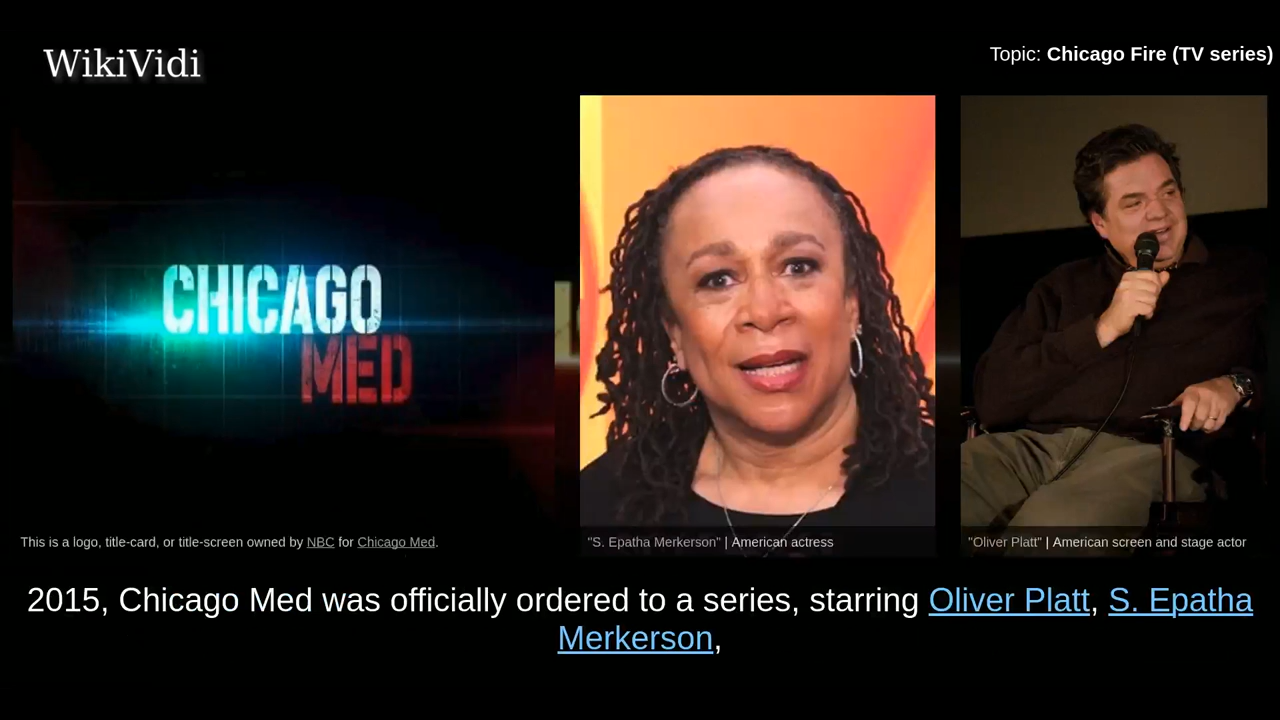 WikiVidi
Topic: Chicago Fire (TV series)
CHICAGO
MED
This is a logo, title-card, or title-screen owned by NBC for Chicago Med.
"S. Epatha Merkerson" | American actress
"Oliver Platt" | American screen and stage actor
2015, Chicago Med was officially ordered to a series, starring Oliver Platt, S. Epatha
Merkerson,